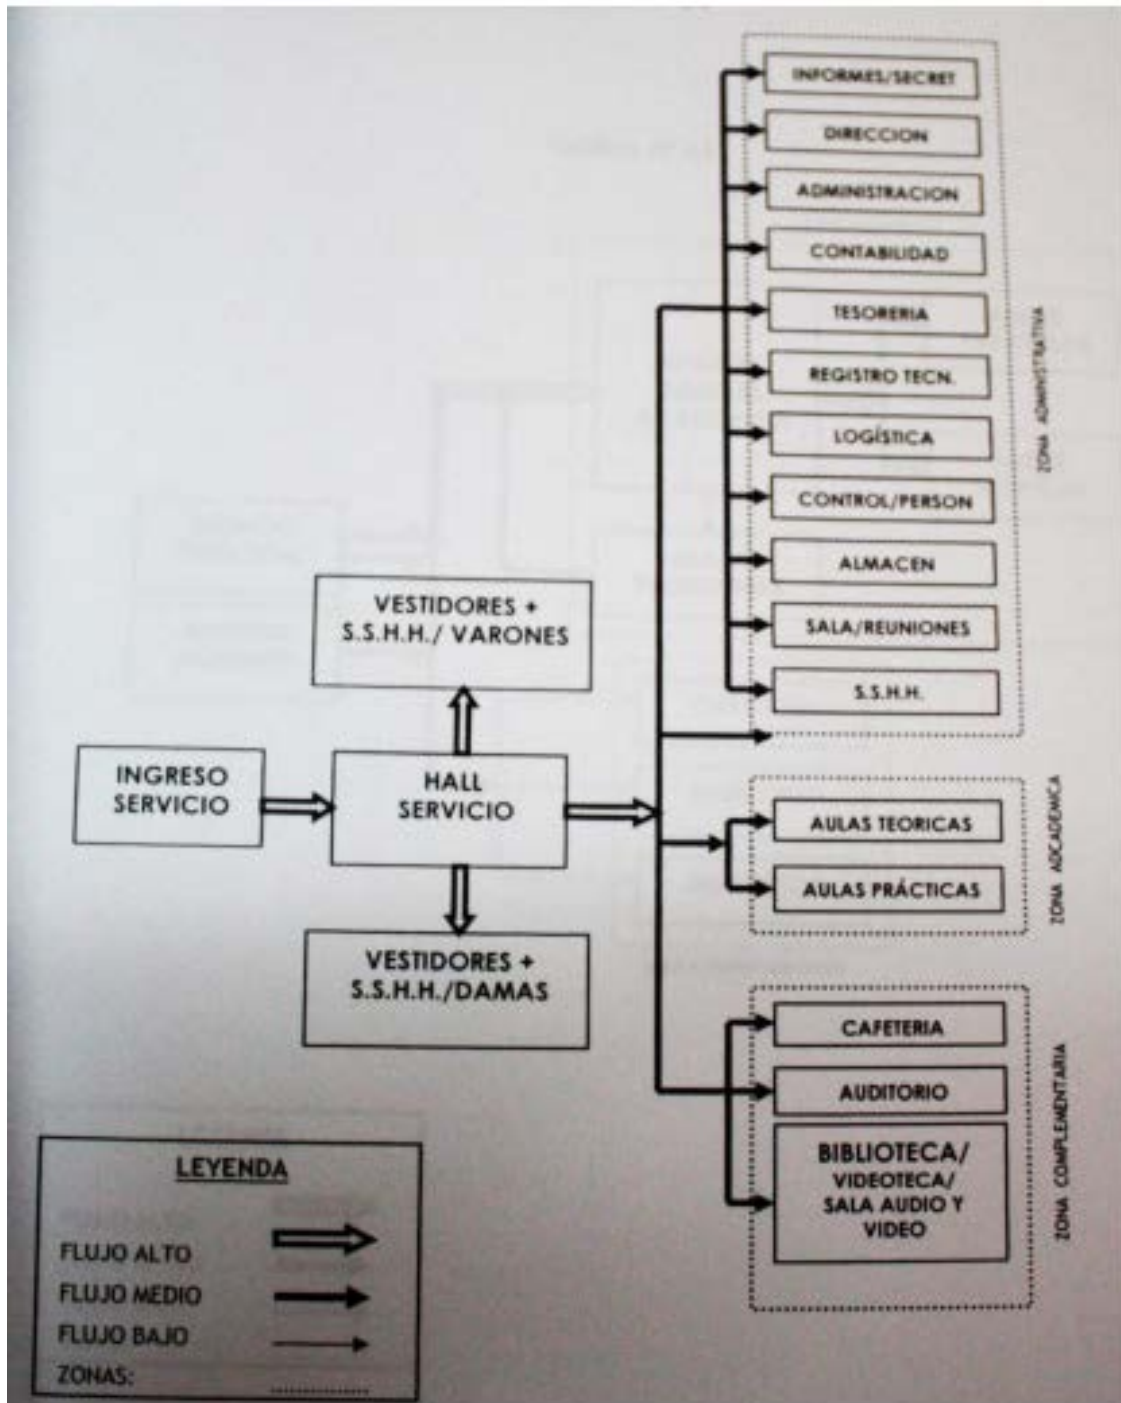 INFORMES/SECRET
DIRECCION
ADMINISTRACION
CONTABILIDAD
TESORERIA
REGISTRO TECN.
LOGÍSTICA
CONTROL/PERSON
ALMACEN
SALA/REUNIONES
S.S.H.H.
ZONA ADMINISTRATIVA
VESTIDORES +
S.S.H.H./ VARONES
INGRESO
SERVICIO
HALL
SERVICIO
VESTIDORES +
S.S.H.H./DAMAS
AULAS TEORICAS
AULAS PRÁCTICAS
ZONA ADCADEMICA
CAFETERIA
AUDITORIO
BIBLIOTECA/
VIDEOTECA/
SALA AUDIO Y
VIDEO
ZONA COMPLEMENTARIA
LEYENDA
FLUJO ALTO
FLUJO MEDIO
FLUJO BAJO
ZONAS: